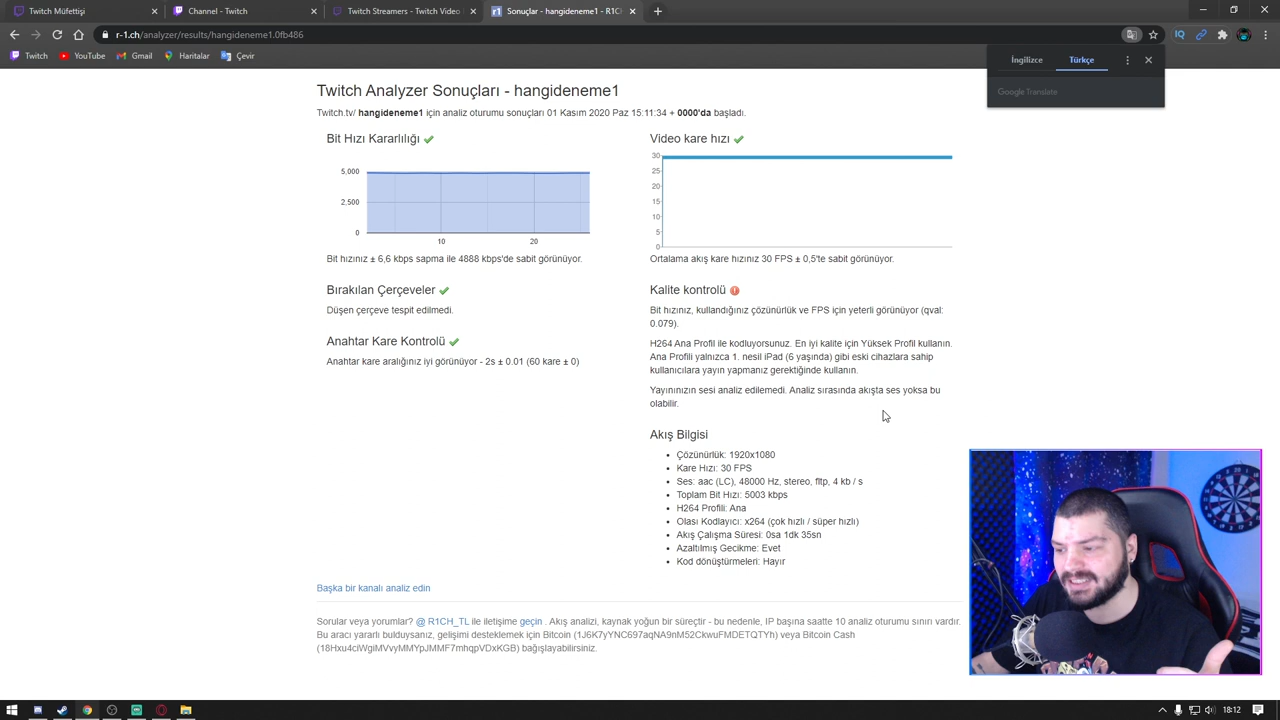 Twitch Müfettişi
Channel - Twitch
Streamers - Twitch Video Producer
Sonuçlar - hangideneme1 - R1CH
r-1.ch/analyzer/results/hangideneme1.0fb486
Twitch YouTube Gmail Haritalar Çevir
İngilizce Türkçe
Google Translate
Twitch Analyzer Sonuçları - hangideneme1
Twitch.tv/ hangideneme1 için analiz oturumu sonuçları 01 Kasım 2020 Paz 15:11:34 + 0000'da başladı.
Bit Hızı Kararlılığı
5,000
2,500
0
10 20
Bit hızınız ± 6,6 kbps sapma ile 4888 kbps'de sabit görünüyor.
Bırakılan Çerçeveler
Düşen çerçeve tespit edilmedi.
Anahtar Kare Kontrolü
Anahtar kare aralığınız iyi görünüyor - 2s ± 0.01 (60 kare ± 0)
Video kare hızı
30
25
20
15
10
5
0
Ortalama akış kare hızınız 30 FPS ± 0,5'te sabit görünüyor.
Kalite kontrolü
Bit hızınız, kullandığınız çözünürlük ve FPS için yeterli görünüyor (qval:
0.079).
H264 Ana Profil ile kodluyorsunuz. En iyi kalite için Yüksek Profil kullanın.
Ana Profili yalnızca 1. nesil iPad (6 yaşında) gibi eski cihazlara sahip
kullanıcılara yayın yapmanız gerektiğinde kullanın.
Yayınınızın sesi analiz edilemedi. Analiz sırasında akışta ses yoksa bu
olabilir.
Akış Bilgisi
Çözünürlük: 1920x1080
Kare Hızı: 30 FPS
Ses: aac (LC), 48000 Hz, stereo, fltp, 4 kb / s
Toplam Bit Hızı: 5003 kbps
H264 Profili: Ana
Olası Kodlayıcı: x264 (çok hızlı / süper hızlı)
Akış Çalışma Süresi: 0sa 1dk 35sn
Azaltılmış Gecikme: Evet
Kod dönüştürmeleri: Hayır
Başka bir kanalı analiz edin
Sorular veya yorumlar? @ R1CH_TL ile iletişime geçin . Akış analizi, kaynak yoğun bir süreçtir - bu nedenle, IP başına saatte 10 analiz oturumu sınırı vardır.
Bu aracı yararlı bulduysanız, gelişimi desteklemek için Bitcoin (1J6K7yYNC697aqNA9nM52CkwuFMDETQTYh) veya Bitcoin Cash
(18Hxu4ciWgiMVvyMMYpJMMF7mhqpVDxKGB) bağışlayabilirsiniz.
18:12